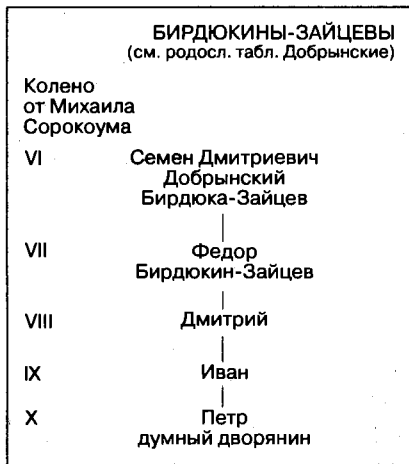 БИРДЮКИНЫ-ЗАЙЦЕВЫ
(см. родосл. табл. Добрынские)
Колено
от Михаила
Сорокоума
VI Семен Дмитриевич
Добрынский
Бирдюка-Зайцев
VII Федор
Бирдюкин-Зайцев
VIII Дмитрий
IX Иван
X Петр
думный дворянин